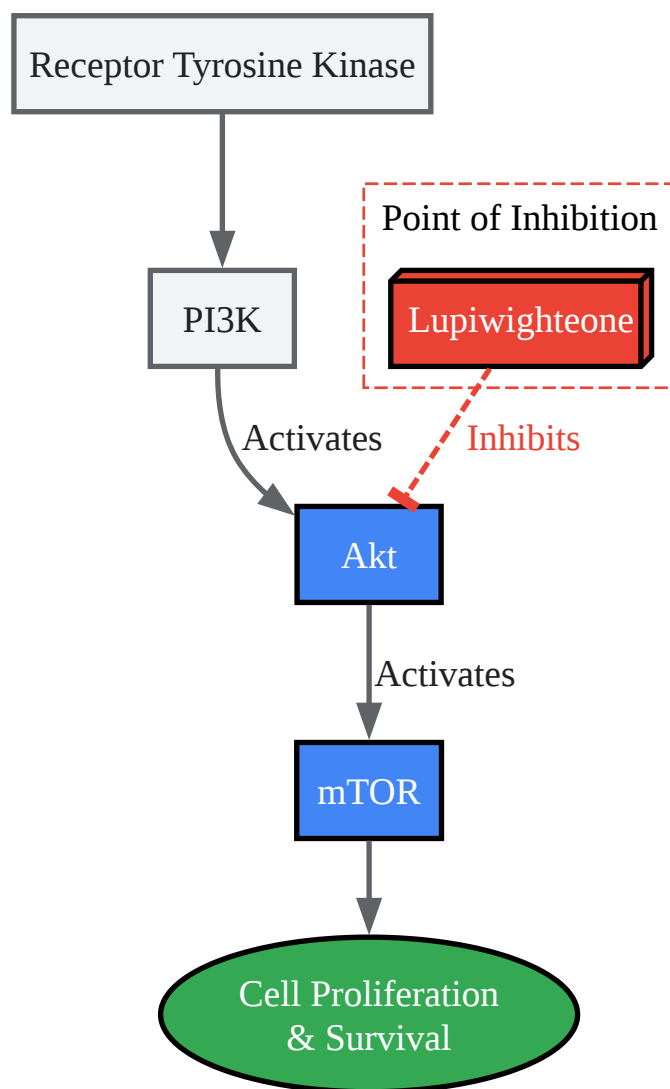 Receptor Tyrosine Kinase
Point of Inhibition
PI3K
Lupiwighteone
Activates
Inhibits
Akt
Activates
mTOR
Cell Proliferation
& Survival